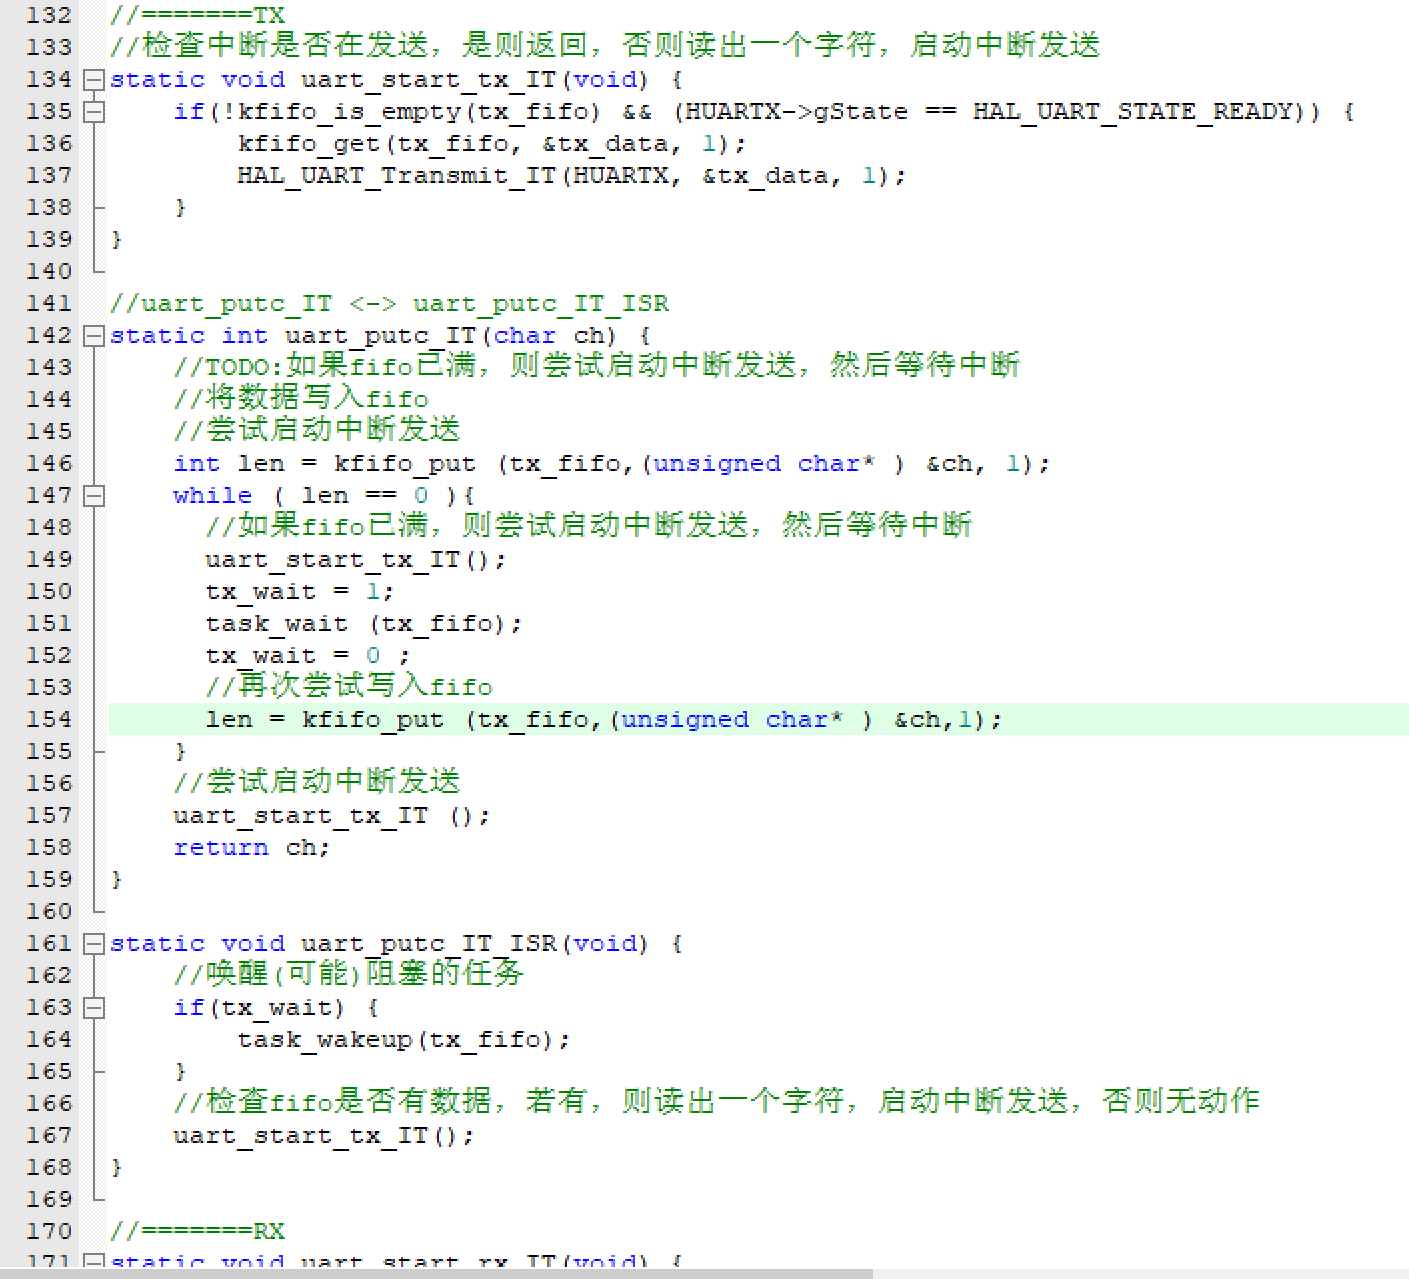 132 //=======TX
133 //检查中断是否在发送，是则返回，否则读出一个字符，启动中断发送
134 static void uart_start_tx_IT(void) {
135     if(!kfifo_is_empty(tx_fifo) && (HUARTX->gState == HAL_UART_STATE_READY)) {
136         kfifo_get(tx_fifo, &tx_data, 1);
137         HAL_UART_Transmit_IT(HUARTX, &tx_data, 1);
138     }
139 }
140
141 //uart_putc_IT <-> uart_putc_IT_ISR
142 static int uart_putc_IT(char ch) {
143     //TODO:如果fifo已满，则尝试启动中断发送，然后等待中断
144     //将数据写入fifo
145     //尝试启动中断发送
146     int len = kfifo_put (tx_fifo,(unsigned char* ) &ch, 1);
147     while ( len == 0 ){
148       //如果fifo已满，则尝试启动中断发送，然后等待中断
149       uart_start_tx_IT();
150       tx_wait = 1;
151       task_wait (tx_fifo);
152       tx_wait = 0 ;
153       //再次尝试写入fifo
154       len = kfifo_put (tx_fifo,(unsigned char* ) &ch,1);
155     }
156     //尝试启动中断发送
157     uart_start_tx_IT ();
158     return ch;
159 }
160
161 static void uart_putc_IT_ISR(void) {
162     //唤醒(可能)阻塞的任务
163     if(tx_wait) {
164         task_wakeup(tx_fifo);
165     }
166     //检查fifo是否有数据，若有，则读出一个字符，启动中断发送，否则无动作
167     uart_start_tx_IT();
168 }
169
170 //=======RX
171 static void uart_start_rx_IT(void) {